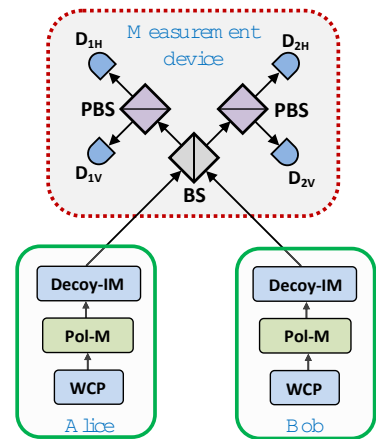 Measurement
device
D1H
D2H
PBS
PBS
D1V
D2V
BS
Decoy-IM
Decoy-IM
Pol-M
Pol-M
WCP
WCP
Alice
Bob